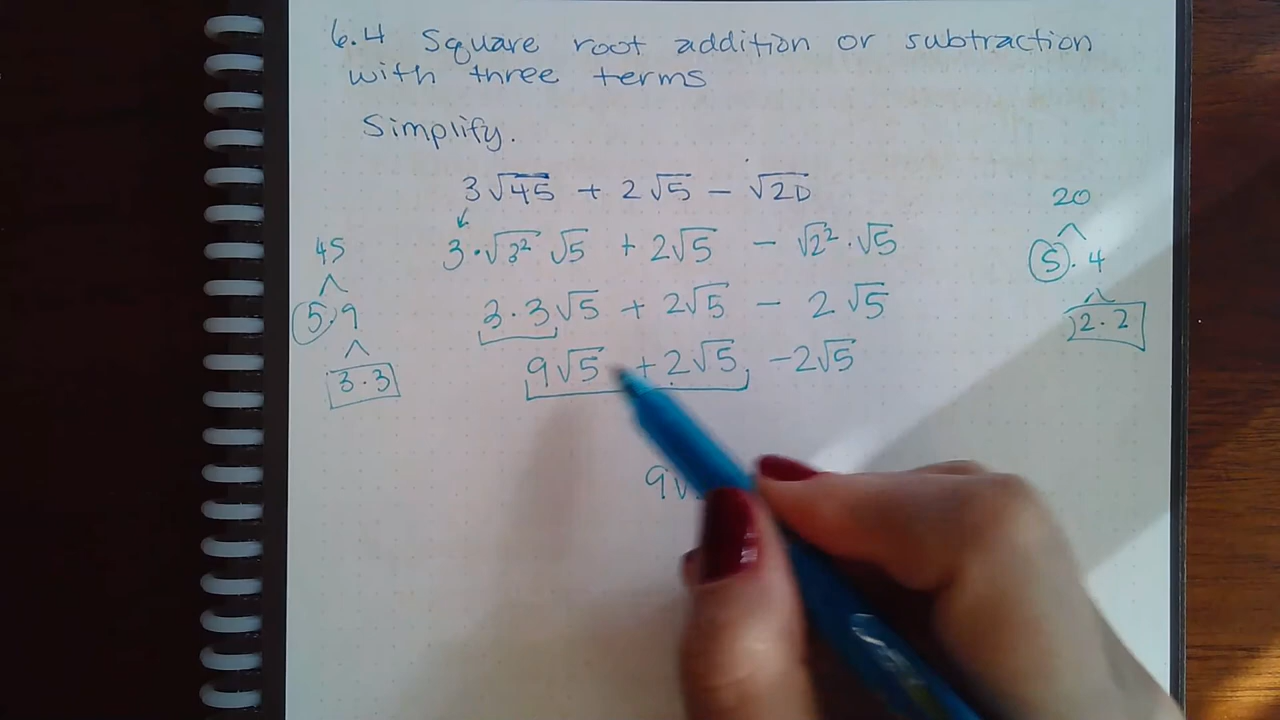 6.4 Square root addition or subtraction
with three terms
Simplify.
3√45 + 2√5 − √20
3·√3² √5 + 2√5 − √2²·√5
3·3√5 + 2√5 − 2√5
9√5 + 2√5 − 2√5
9√
45
5·9
3·3
20
5·4
2·2